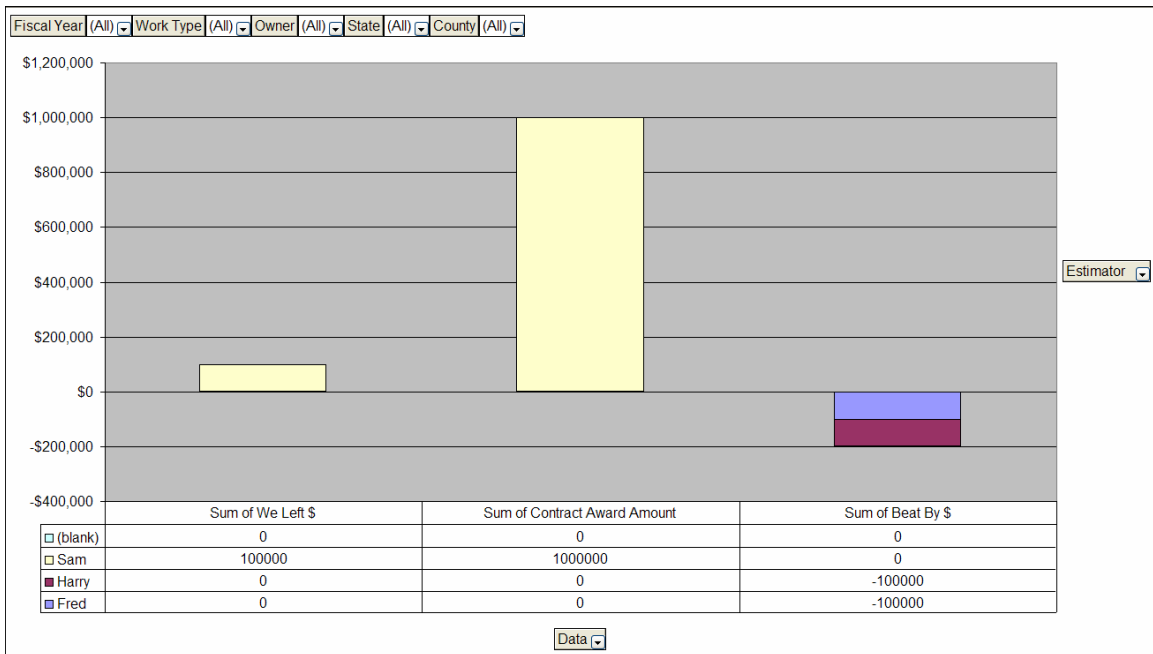 Fiscal Year (All) Work Type (All) Owner (All) State (All) County (All)
$1,200,000
$1,000,000
$800,000
$600,000
$400,000
$200,000
$0
-$200,000
-$400,000
Estimator
Sum of We Left $ Sum of Contract Award Amount Sum of Beat By $
(blank) 0 0 0
Sam 100000 1000000 0
Harry 0 0 -100000
Fred 0 0 -100000
Data